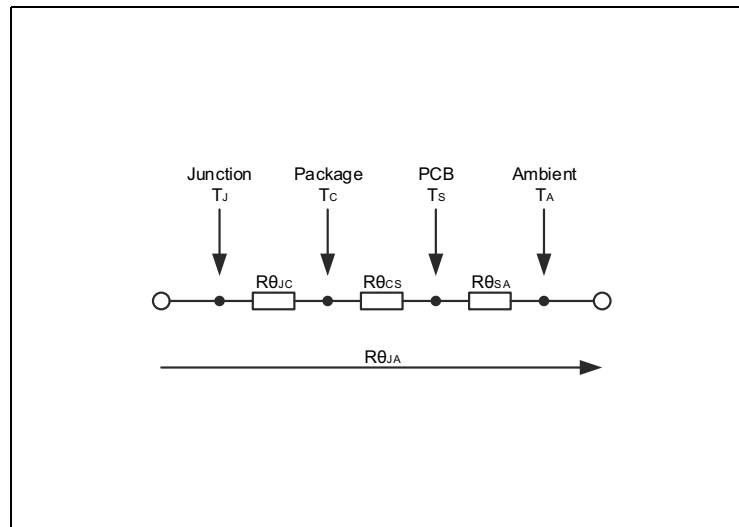 Junction Package PCB Ambient
TJ TC TS TA
RθJC RθCS RθSA
RθJA